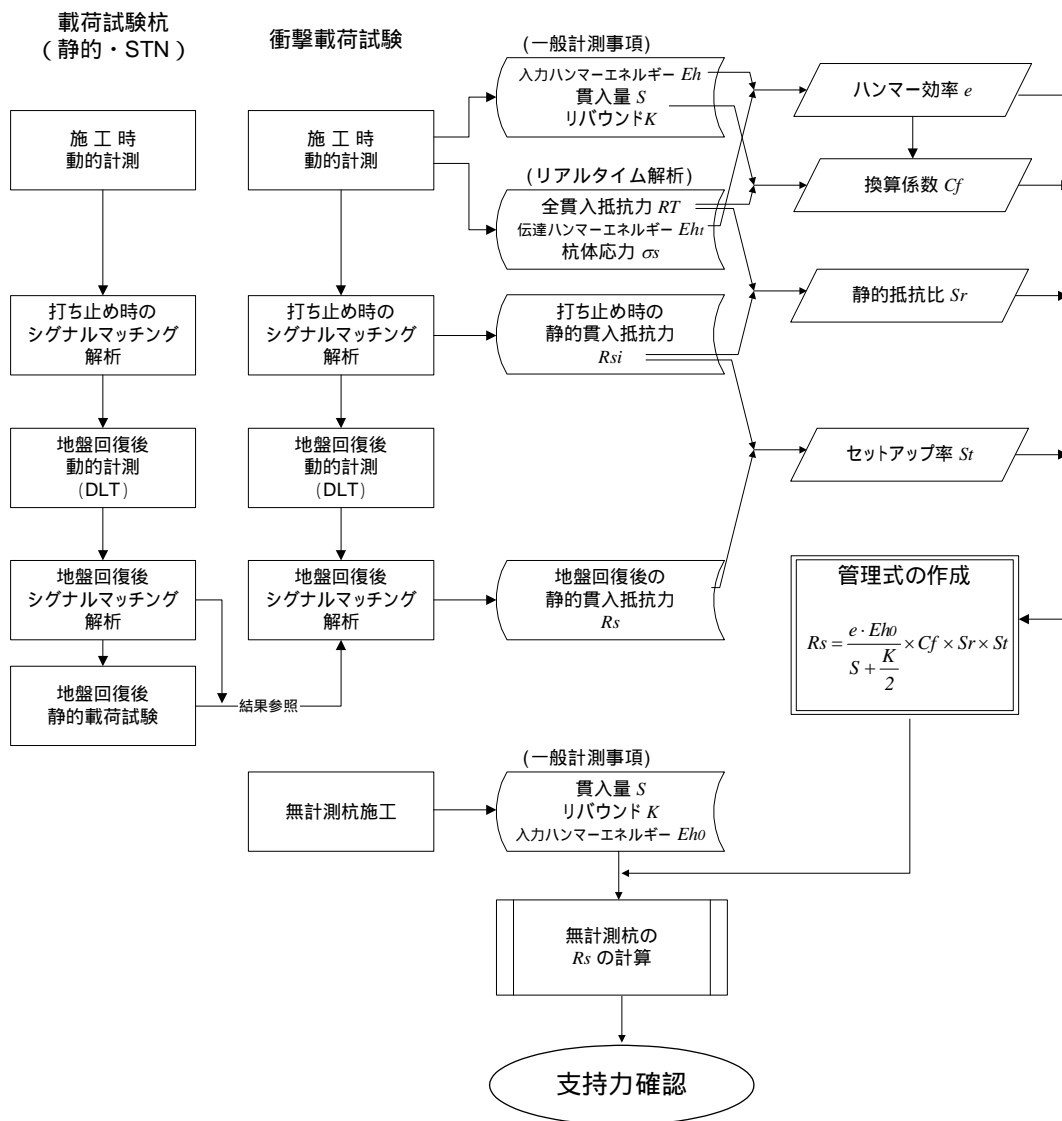 載荷試験杭
(静的・STN)
衝撃載荷試験
(一般計測事項)
入力ハンマーエネルギー Eh
貫入量 S
リバウンドK
ハンマー効率 e
施 工 時
動的計測
施 工 時
動的計測
(リアルタイム解析)
全貫入抵抗力 RT
伝達ハンマーエネルギー Eht
杭体応力 σs
換算係数 Cf
静的抵抗比 Sr
打ち止め時の
シグナルマッチング
解析
打ち止め時の
シグナルマッチング
解析
打ち止め時の
静的貫入抵抗力
Rsi
地盤回復後
動的計測
(DLT)
地盤回復後
動的計測
(DLT)
セットアップ率 St
地盤回復後
シグナルマッチング
解析
地盤回復後
シグナルマッチング
解析
地盤回復後の
静的貫入抵抗力
Rs
管理式の作成
Rs = e・Eh0 / (S + K/2) × Cf × Sr × St
地盤回復後
静的載荷試験
結果参照
(一般計測事項)
無計測杭施工
貫入量 S
リバウンド K
入力ハンマーエネルギー Eh0
無計測杭の
Rs の計算
支持力確認